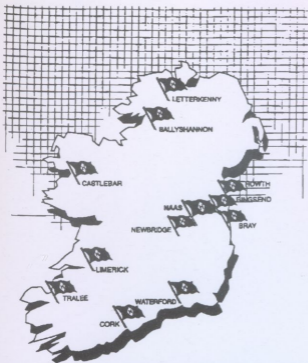 LETTERKENNY
BALLYSHANNON
CASTLEBAR
HOWTH
RINGSEND
NAAS
NEWBRIDGE
BRAY
LIMERICK
TRALEE
WATERFORD
CORK